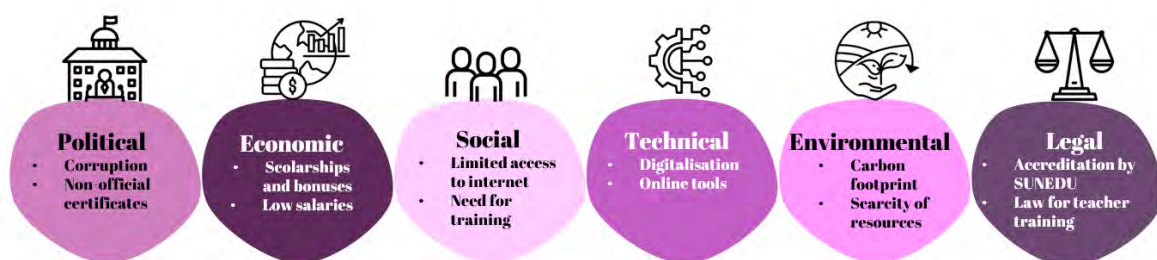 Political
• Corruption
• Non-official
certificates
Economic
• Scolarships
and bonuses
• Low salaries
Social
• Limited access
to internet
• Need for
training
Technical
• Digitalisation
• Online tools
Environmental
• Carbon
footprint
• Scarcity of
resources
Legal
• Accreditation by
SUNEDU
• Law for teacher
training
$